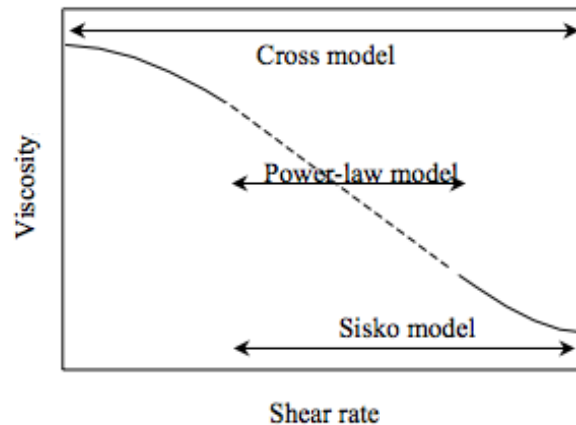 Cross model
Viscosity
Power-law model
Sisko model
Shear rate